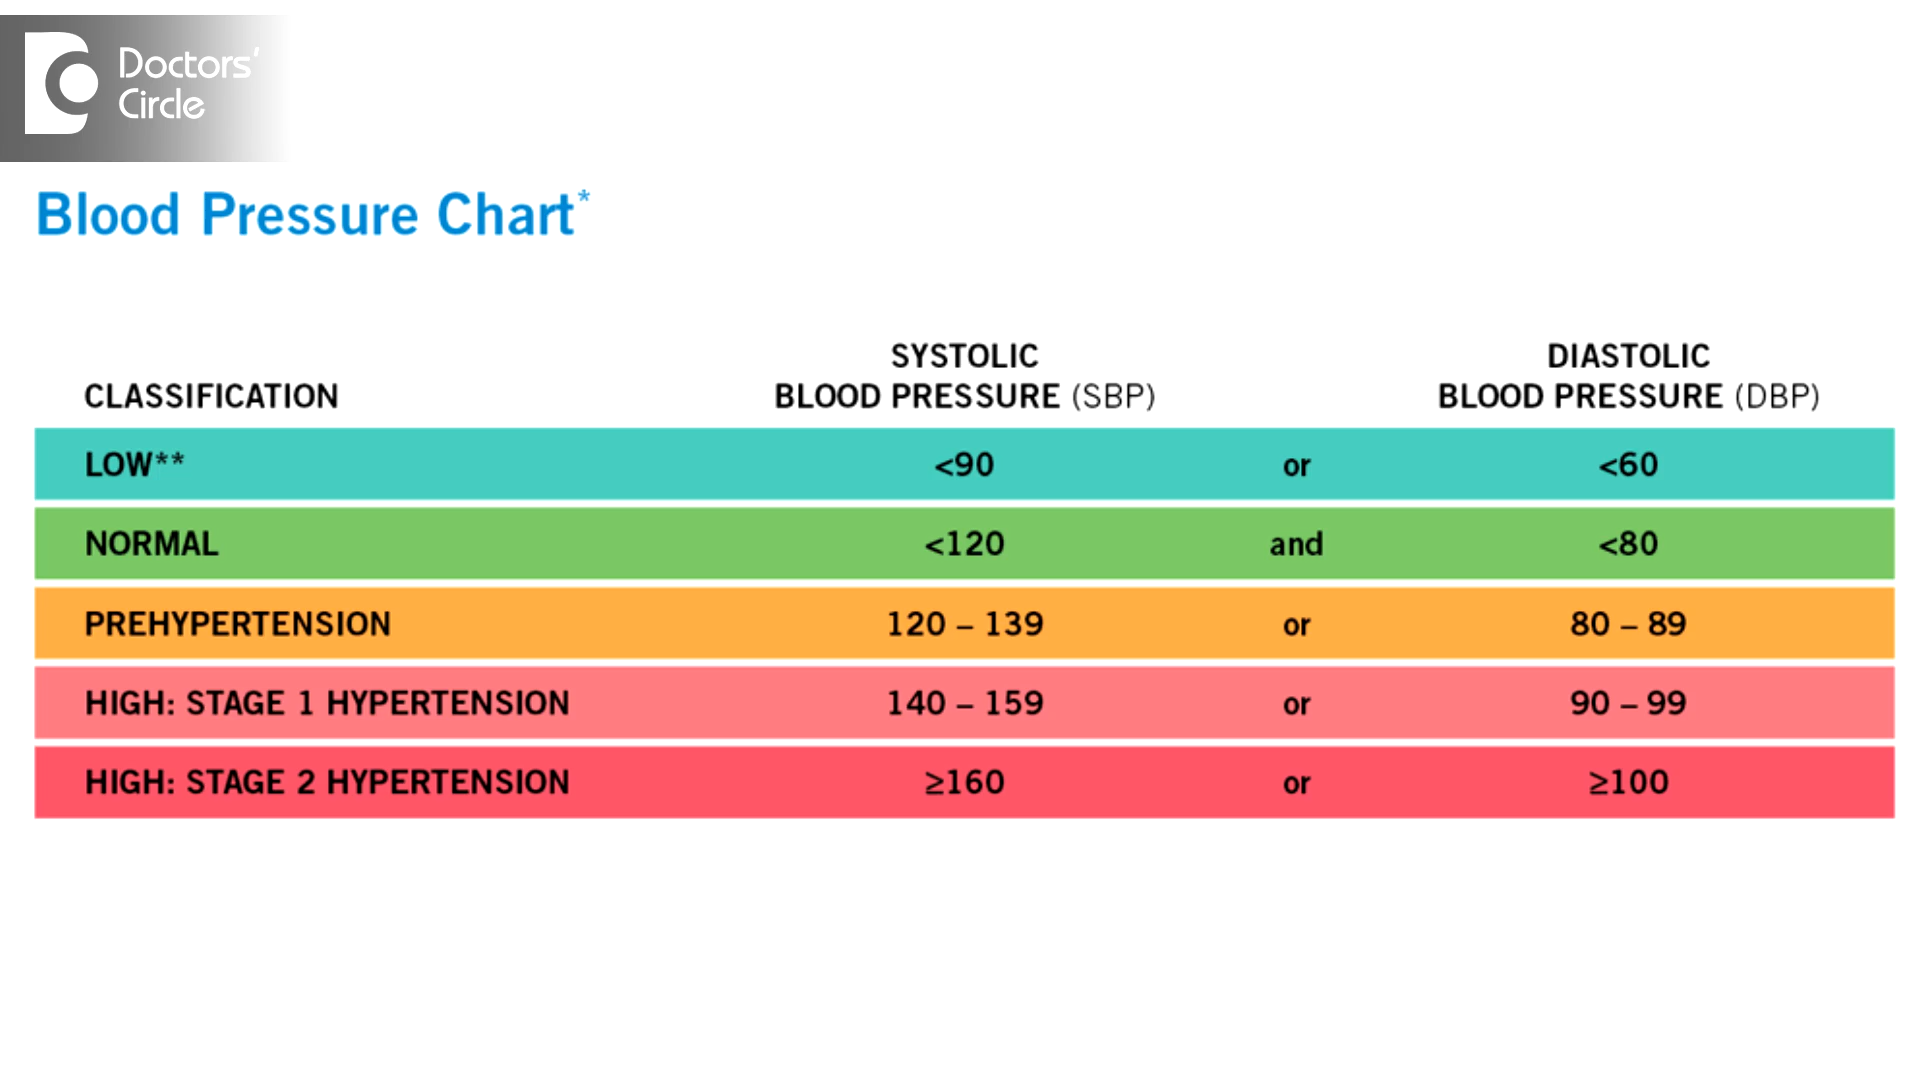 Doctors'
Circle
Blood Pressure Chart*
SYSTOLIC DIASTOLIC
CLASSIFICATION BLOOD PRESSURE (SBP) BLOOD PRESSURE (DBP)
LOW** <90 or <60
NORMAL <120 and <80
PREHYPERTENSION 120 – 139 or 80 – 89
HIGH: STAGE 1 HYPERTENSION 140 – 159 or 90 – 99
HIGH: STAGE 2 HYPERTENSION ≥160 or ≥100